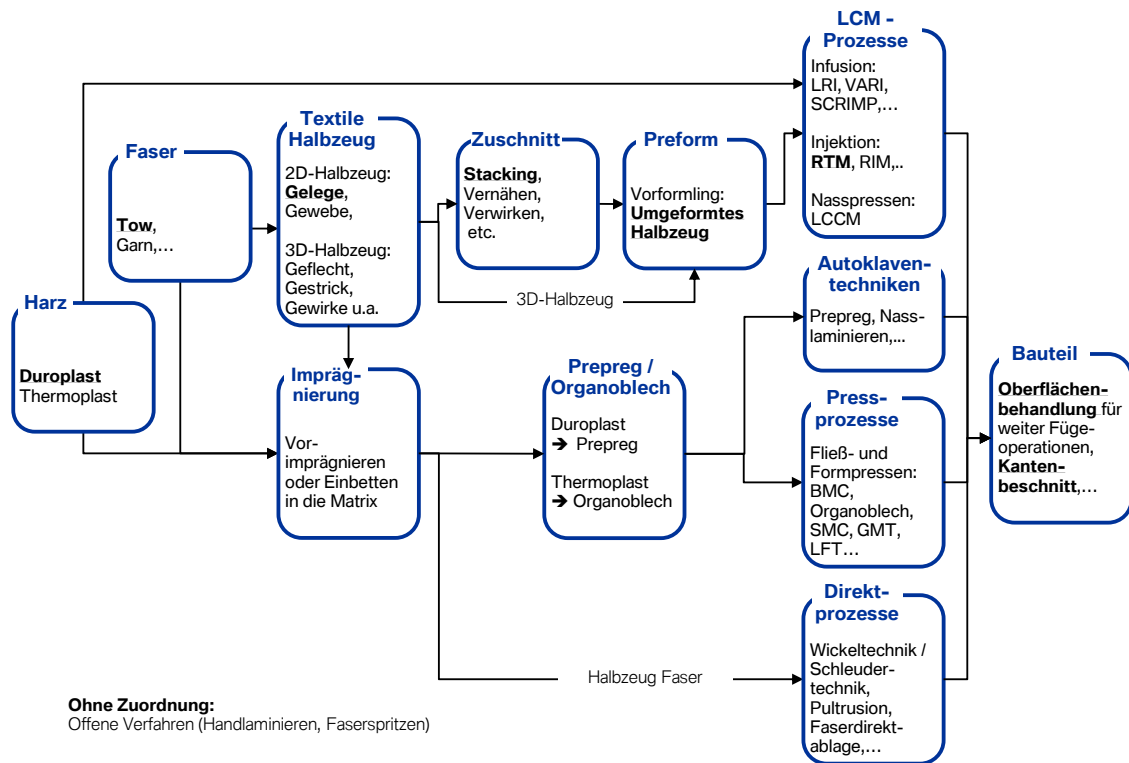 LCM -
Prozesse
Infusion:
LRI, VARI,
SCRIMP,...
Injektion:
RTM, RIM,..
Nasspressen:
LCCM
Textile
Halbzeug
2D-Halbzeug:
Gelege,
Gewebe,
3D-Halbzeug:
Geflecht,
Gestrick,
Gewirke u.a.
Zuschnitt
Stacking,
Vernähen,
Verwirken,
etc.
Preform
Vorformling:
Umgeformtes
Halbzeug
Faser
Tow,
Garn,...
3D-Halbzeug
Harz
Duroplast
Thermoplast
Autoklaven-
techniken
Prepreg, Nass-
laminieren,...
Impräg-
nierung
Vor-
imprägnieren
oder Einbetten
in die Matrix
Prepreg /
Organoblech
Duroplast
➔ Prepreg
Thermoplast
➔ Organoblech
Press-
prozesse
Fließ- und
Formpressen:
BMC,
Organoblech,
SMC, GMT,
LFT...
Bauteil
Oberflächen-
behandlung für
weiter Füge-
operationen,
Kanten-
beschnitt,...
Direkt-
prozesse
Wickeltechnik /
Schleuder-
technik,
Pultrusion,
Faserdirekt-
ablage,...
Halbzeug Faser
Ohne Zuordnung:
Offene Verfahren (Handlaminieren, Faserspritzen)